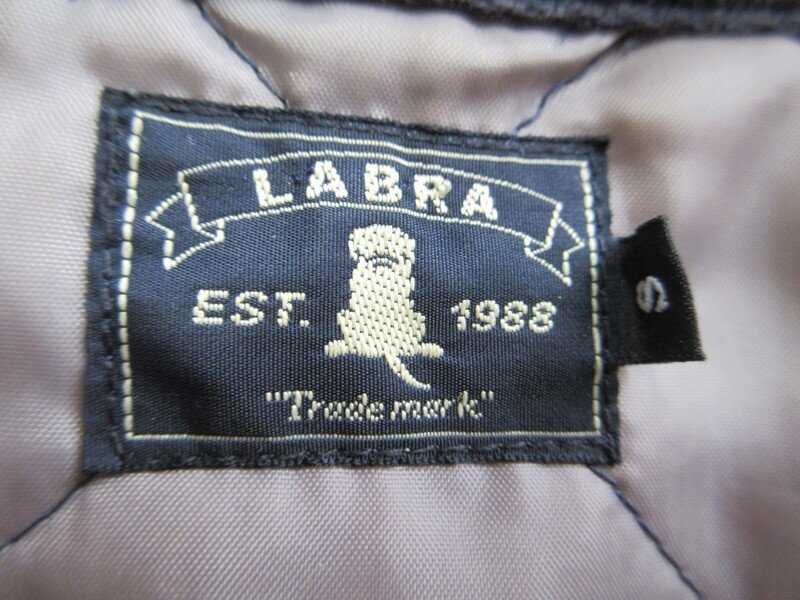 LABRA
EST. 1988
"Trade mark"
S